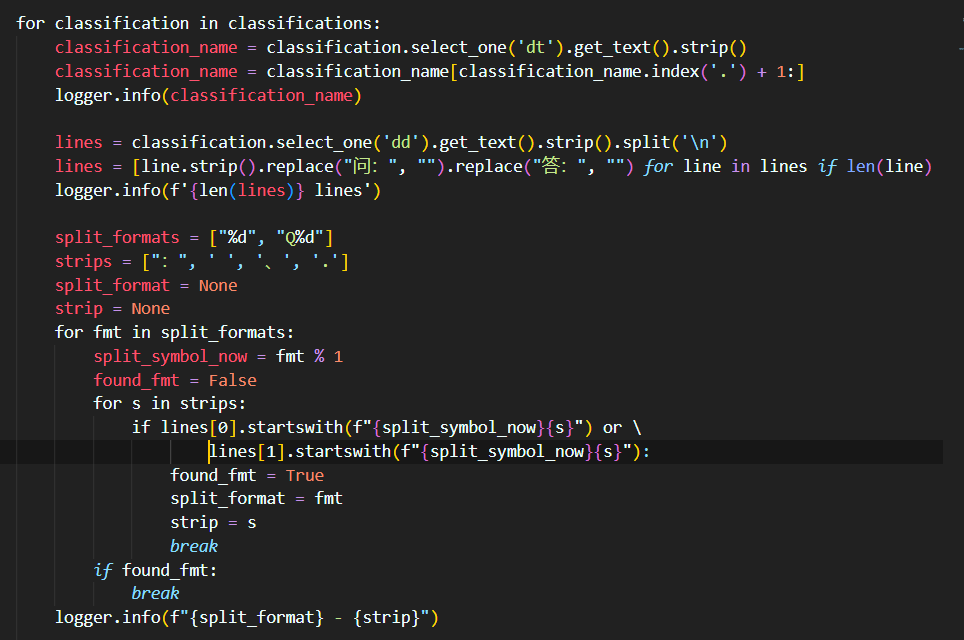 for classification in classifications:
    classification_name = classification.select_one('dt').get_text().strip()
    classification_name = classification_name[classification_name.index('.') + 1:]
    logger.info(classification_name)

    lines = classification.select_one('dd').get_text().strip().split('\n')
    lines = [line.strip().replace("问：", "").replace("答：", "") for line in lines if len(line)
    logger.info(f'{len(lines)} lines')

    split_formats = ["%d", "Q%d"]
    strips = ["：", ' ', '、', '.']
    split_format = None
    strip = None
    for fmt in split_formats:
        split_symbol_now = fmt % 1
        found_fmt = False
        for s in strips:
            if lines[0].startswith(f"{split_symbol_now}{s}") or \
                    lines[1].startswith(f"{split_symbol_now}{s}"):
                found_fmt = True
                split_format = fmt
                strip = s
                break
        if found_fmt:
            break
    logger.info(f"{split_format} - {strip}")